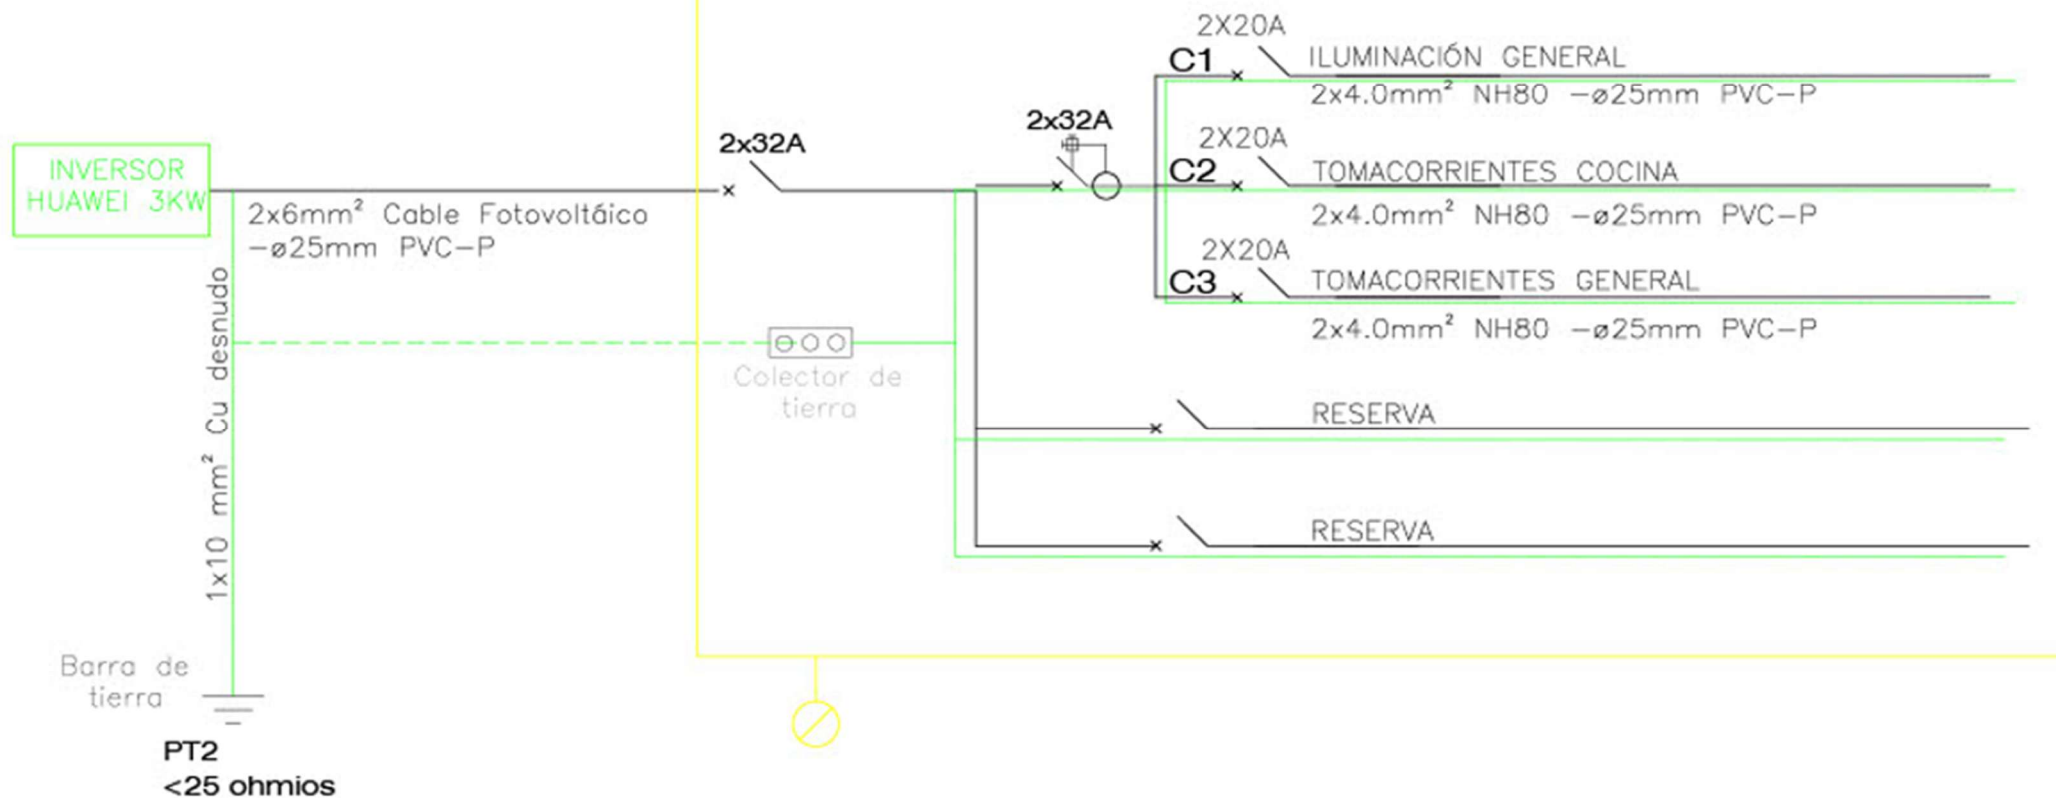 INVERSOR
HUAWEI 3KW
2x6mm² Cable Fotovoltáico
-ø25mm PVC-P
1x10 mm² Cu desnudo
Barra de
tierra
PT2
<25 ohmios
2x32A
Colector de
tierra
2x32A
2X20A
C1
ILUMINACIÓN GENERAL
2x4.0mm² NH80 -ø25mm PVC-P
2X20A
C2
TOMACORRIENTES COCINA
2x4.0mm² NH80 -ø25mm PVC-P
2X20A
C3
TOMACORRIENTES GENERAL
2x4.0mm² NH80 -ø25mm PVC-P
RESERVA
RESERVA